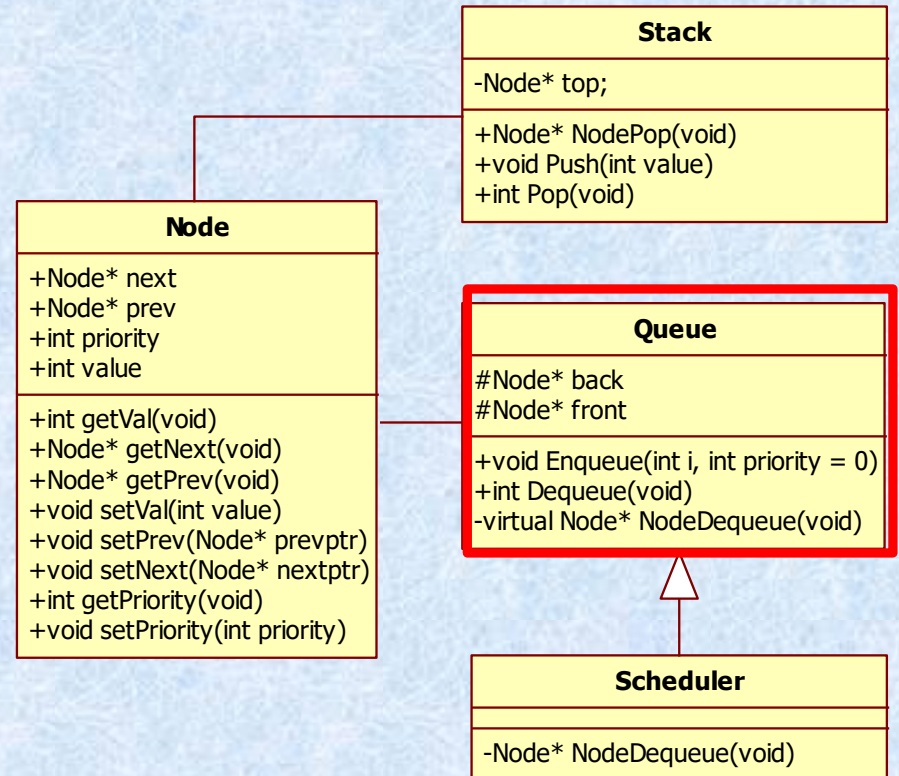 Stack
-Node* top;
+Node* NodePop(void)
+void Push(int value)
+int Pop(void)
Node
+Node* next
+Node* prev
+int priority
+int value
+int getVal(void)
+Node* getNext(void)
+Node* getPrev(void)
+void setVal(int value)
+void setPrev(Node* prevptr)
+void setNext(Node* nextptr)
+int getPriority(void)
+void setPriority(int priority)
Queue
#Node* back
#Node* front
+void Enqueue(int i, int priority = 0)
+int Dequeue(void)
-virtual Node* NodeDequeue(void)
Scheduler
-Node* NodeDequeue(void)